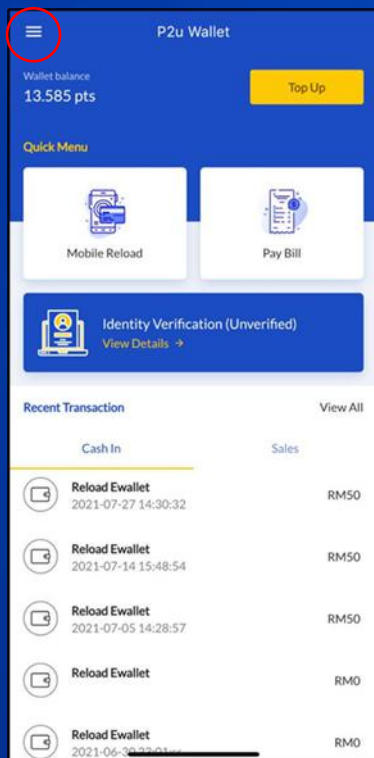 P2u Wallet
Wallet balance
13.585 pts
Top Up
Quick Menu
Mobile Reload
Pay Bill
Identity Verification (Unverified)
View Details →
Recent Transaction
View All
Cash In
Sales
Reload Ewallet
2021-07-27 14:30:32
RM50
Reload Ewallet
2021-07-14 15:48:54
RM50
Reload Ewallet
2021-07-05 14:28:57
RM50
Reload Ewallet
RM0
Reload Ewallet
RM0